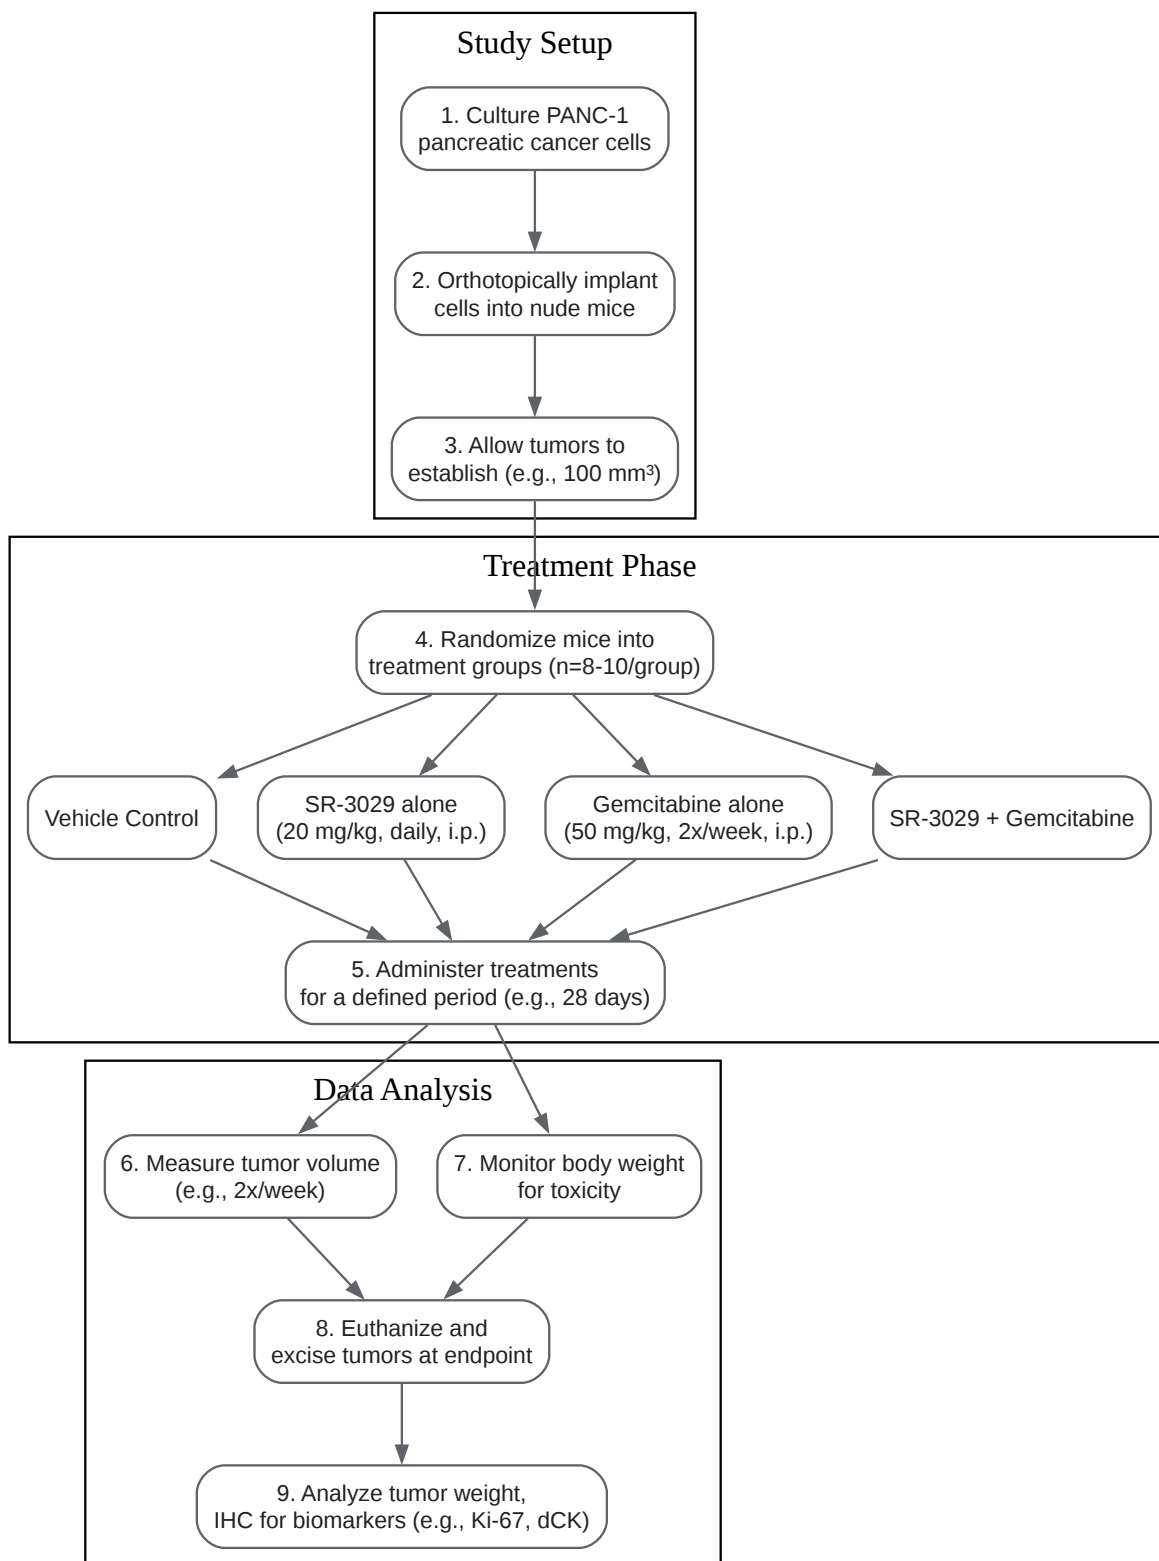 Study Setup
1. Culture PANC-1
pancreatic cancer cells
2. Orthotopically implant
cells into nude mice
3. Allow tumors to
establish (e.g., 100 mm³)
Treatment Phase
4. Randomize mice into
treatment groups (n=8-10/group)
Vehicle Control
SR-3029 alone
(20 mg/kg, daily, i.p.)
Gemcitabine alone
(50 mg/kg, 2x/week, i.p.)
SR-3029 + Gemcitabine
5. Administer treatments
for a defined period (e.g., 28 days)
Data Analysis
6. Measure tumor volume
(e.g., 2x/week)
7. Monitor body weight
for toxicity
8. Euthanize and
excise tumors at endpoint
9. Analyze tumor weight,
IHC for biomarkers (e.g., Ki-67, dCK)